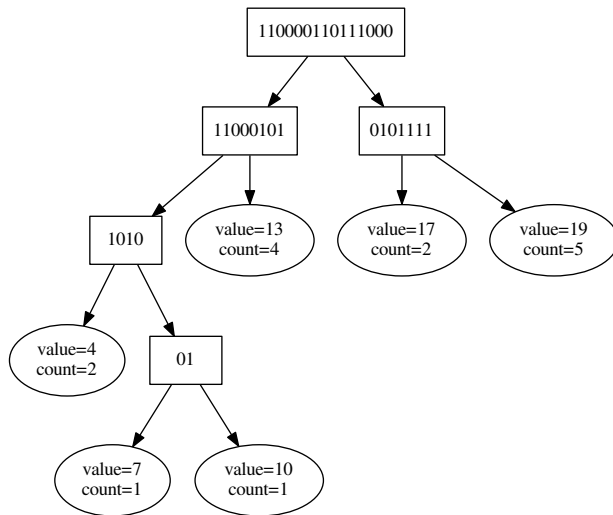 110000110111000
11000101
0101111
1010
value=13
count=4
value=17
count=2
value=19
count=5
value=4
count=2
01
value=7
count=1
value=10
count=1